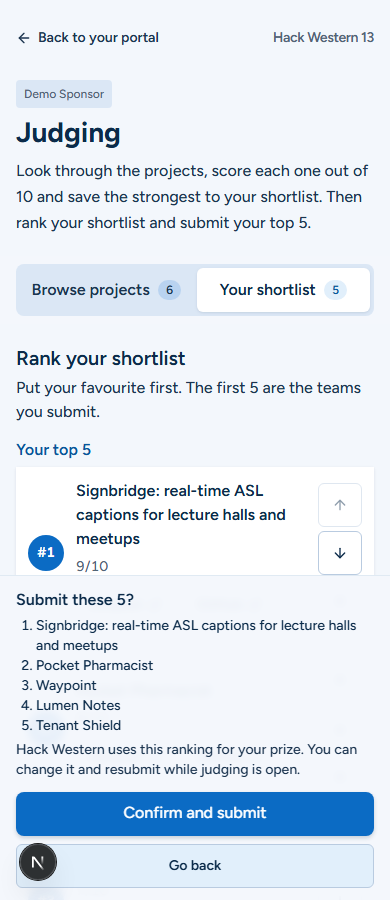 Back to your portal
Hack Western 13
Demo Sponsor
Judging
Look through the projects, score each one out of
10 and save the strongest to your shortlist. Then
rank your shortlist and submit your top 5.
Browse projects 6
Your shortlist 5
Rank your shortlist
Put your favourite first. The first 5 are the teams
you submit.
Your top 5
Signbridge: real-time ASL
captions for lecture halls and
meetups
#1
9/10
Submit these 5?
1. Signbridge: real-time ASL captions for lecture halls
and meetups
2. Pocket Pharmacist
3. Waypoint
4. Lumen Notes
5. Tenant Shield
Hack Western uses this ranking for your prize. You can
change it and resubmit while judging is open.
Confirm and submit
Go back
N